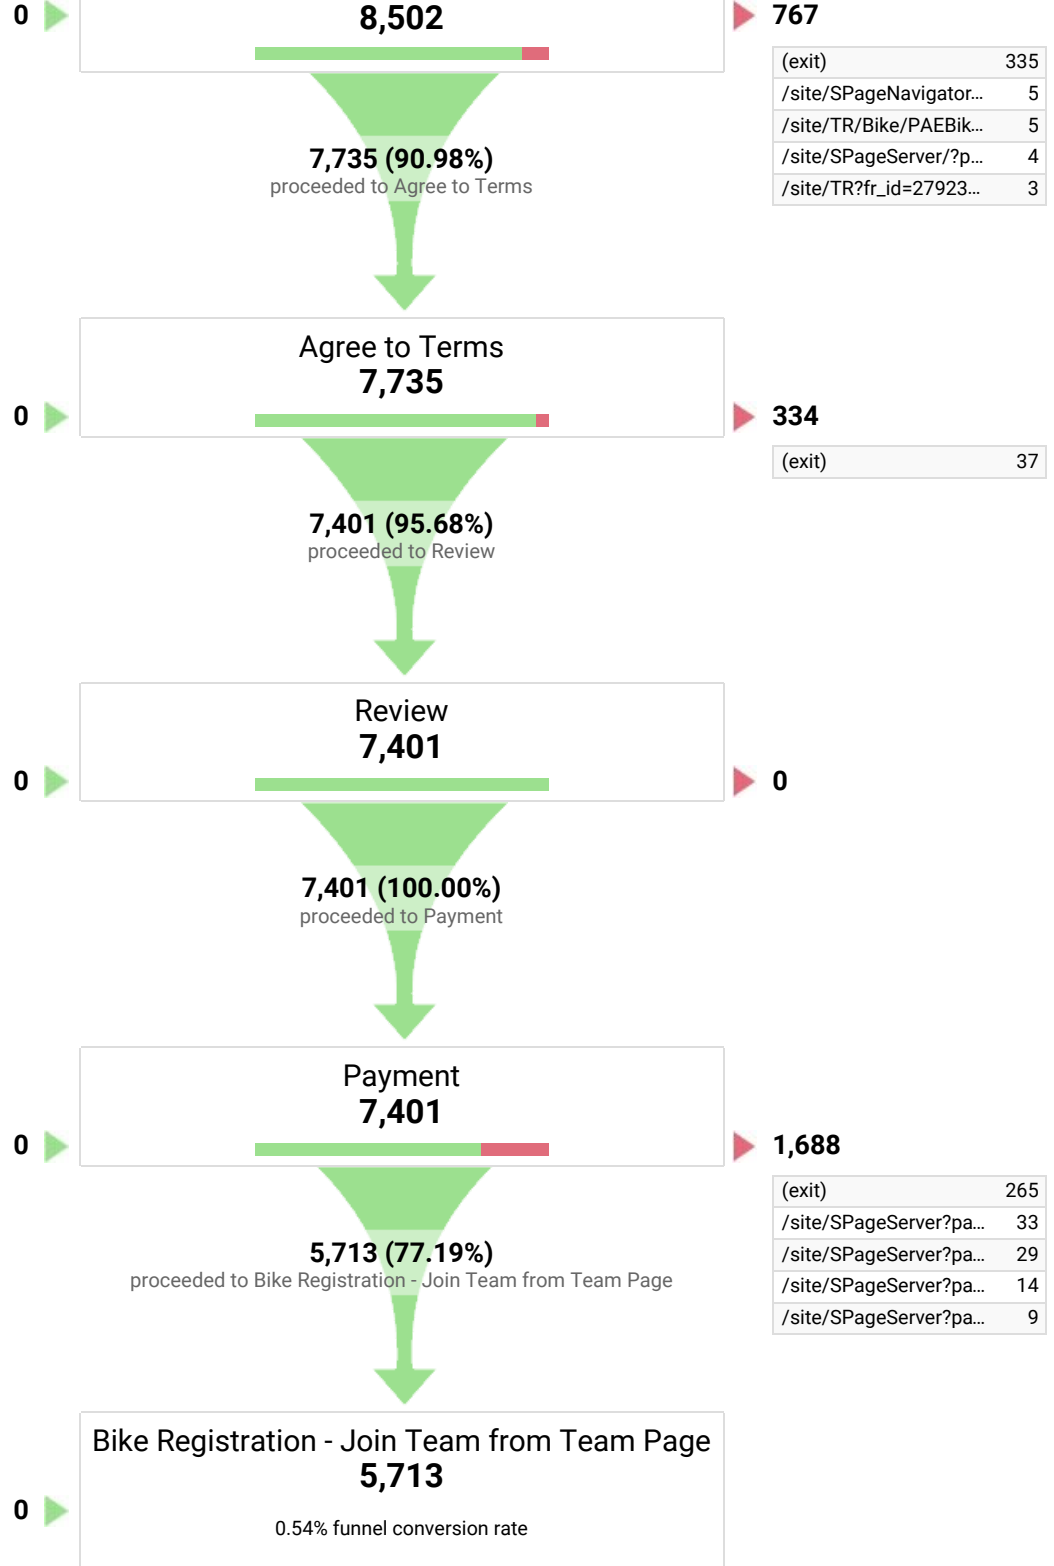 0
8,502
767
(exit) 335
/site/SPageNavigator... 5
/site/TR/Bike/PAEBik... 5
/site/SPageServer/?p... 4
/site/TR?fr_id=27923... 3
7,735 (90.98%)
proceeded to Agree to Terms
Agree to Terms
7,735
0
334
(exit) 37
7,401 (95.68%)
proceeded to Review
Review
7,401
0
0
7,401 (100.00%)
proceeded to Payment
Payment
7,401
0
1,688
(exit) 265
/site/SPageServer?pa... 33
/site/SPageServer?pa... 29
/site/SPageServer?pa... 14
/site/SPageServer?pa... 9
5,713 (77.19%)
proceeded to Bike Registration - Join Team from Team Page
Bike Registration - Join Team from Team Page
5,713
0
0.54% funnel conversion rate